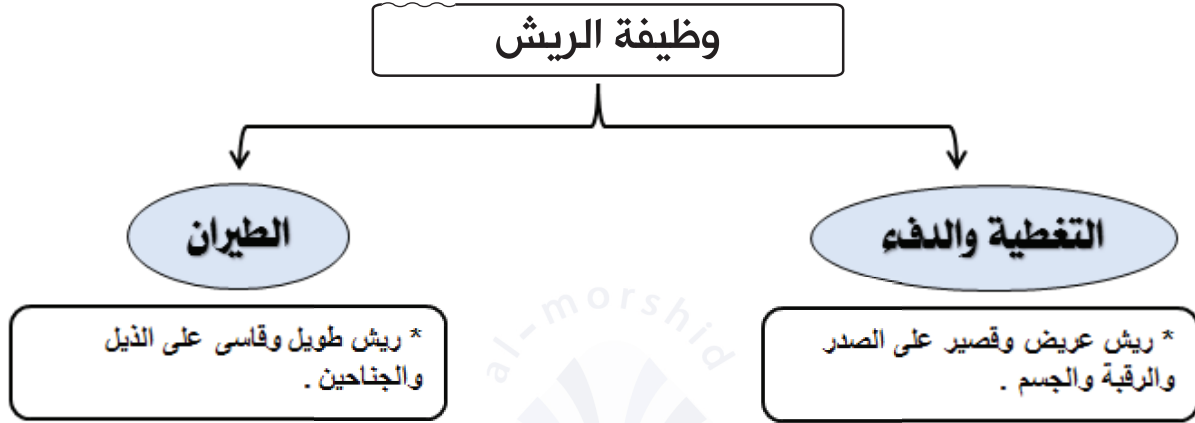 وظيفة الريش
التغطية والدفء
الطيران
* ريش عريض وقصير على الصدر
والرقبة والجسم .
* ريش طويل وقاسى على الذيل
والجناحين .
al-morshid